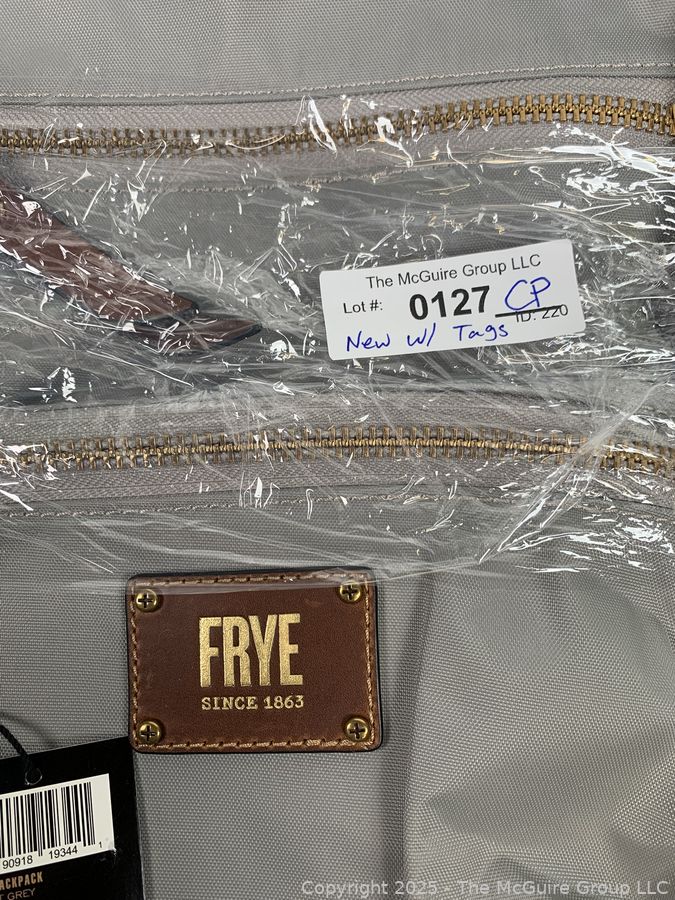 The McGuire Group LLC
Lot #: 0127 CP
ID: 220
New w/ Tags
FRYE
SINCE 1863
90918 19344 1
ACKPACK
T GREY
Copyright 2025 - The McGuire Group LLC